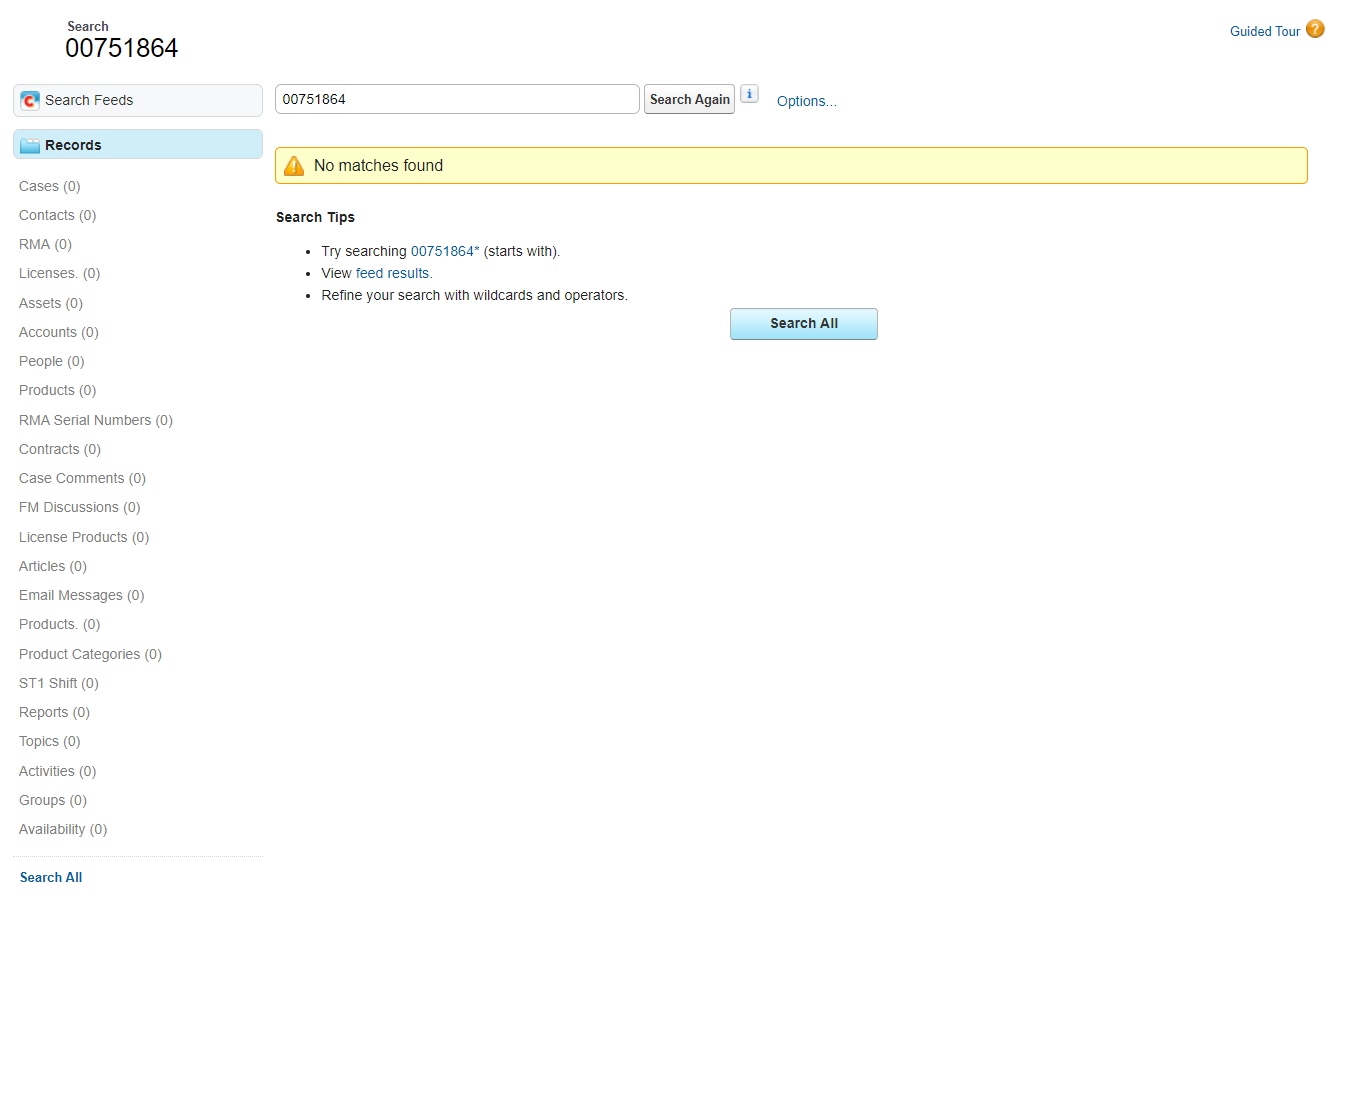 Search
00751864
Guided Tour
Search Feeds
00751864
Search Again
Options...
Records
No matches found
Cases (0)
Contacts (0)
RMA (0)
Licenses. (0)
Assets (0)
Accounts (0)
People (0)
Products (0)
RMA Serial Numbers (0)
Contracts (0)
Case Comments (0)
FM Discussions (0)
License Products (0)
Articles (0)
Email Messages (0)
Products. (0)
Product Categories (0)
ST1 Shift (0)
Reports (0)
Topics (0)
Activities (0)
Groups (0)
Availability (0)
Search All
Search Tips
• Try searching 00751864* (starts with).
• View feed results.
• Refine your search with wildcards and operators.
Search All